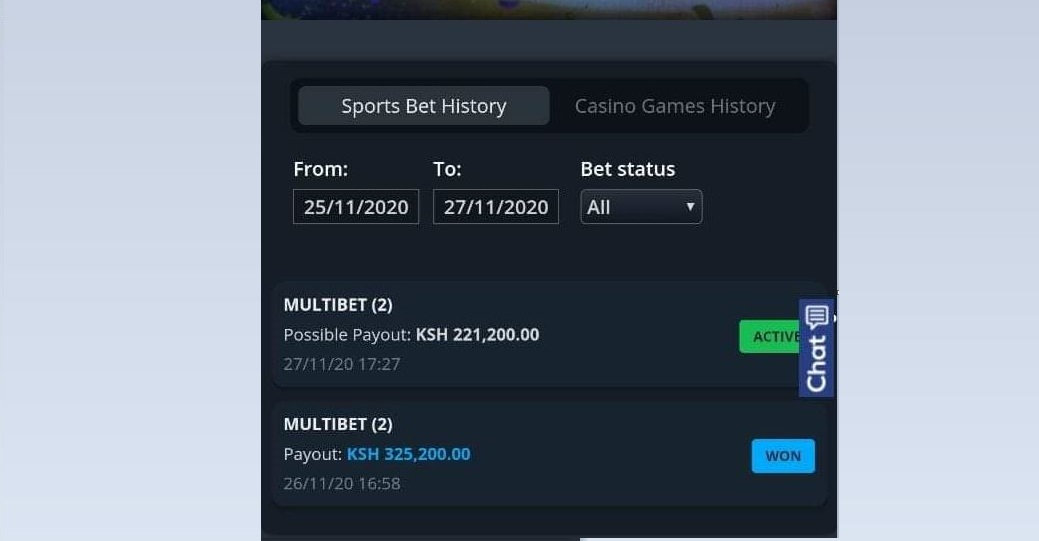 Sports Bet History Casino Games History
From: To: Bet status
25/11/2020 27/11/2020 All
MULTIBET (2)
Possible Payout: KSH 221,200.00
ACTIVE
27/11/20 17:27
Chat
MULTIBET (2)
Payout: KSH 325,200.00
WON
26/11/20 16:58